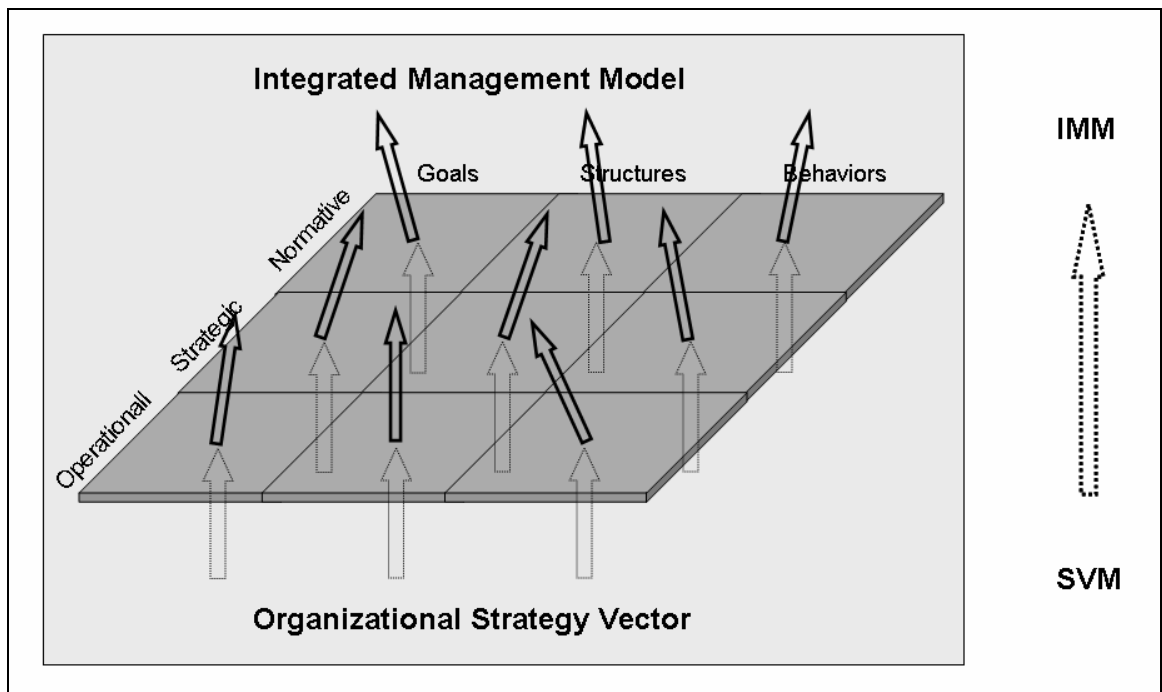 Integrated Management Model
IMM
Goals
Structures
Behaviors
Normative
Strategic
Operationall
SVM
Organizational Strategy Vector